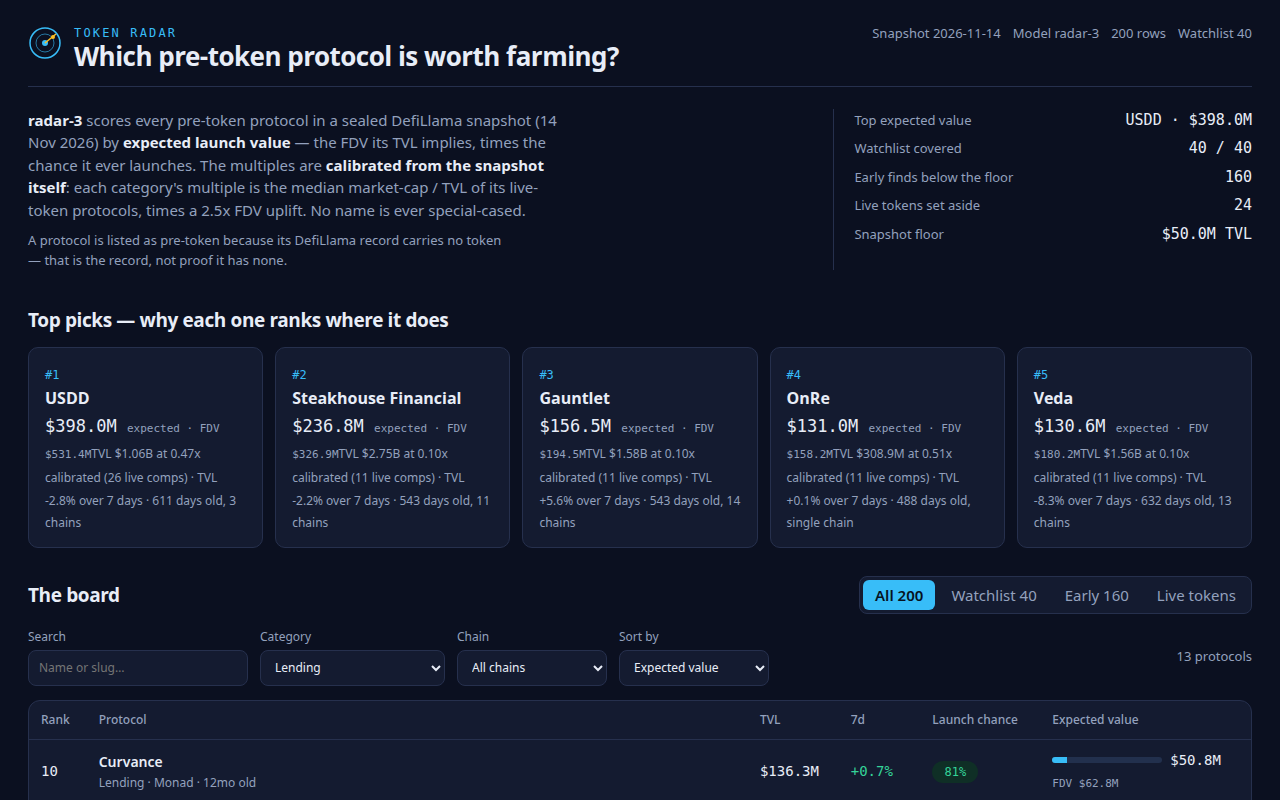 TOKEN RADAR
Which pre-token protocol is worth farming?
Snapshot 2026-11-14 Model radar-3 200 rows Watchlist 40
radar-3 scores every pre-token protocol in a sealed DefiLlama snapshot (14
Nov 2026) by expected launch value — the FDV its TVL implies, times the
chance it ever launches. The multiples are calibrated from the snapshot
itself: each category's multiple is the median market-cap / TVL of its live-
token protocols, times a 2.5x FDV uplift. No name is ever special-cased.
A protocol is listed as pre-token because its DefiLlama record carries no token
— that is the record, not proof it has none.
Top expected value USDD · $398.0M
Watchlist covered 40 / 40
Early finds below the floor 160
Live tokens set aside 24
Snapshot floor $50.0M TVL
Top picks — why each one ranks where it does
#1
USDD
$398.0M expected · FDV
$531.4MTVL $1.06B at 0.47x
calibrated (26 live comps) · TVL
-2.8% over 7 days · 611 days old, 3
chains
#2
Steakhouse Financial
$236.8M expected · FDV
$326.9MTVL $2.75B at 0.10x
calibrated (11 live comps) · TVL
-2.2% over 7 days · 543 days old, 11
chains
#3
Gauntlet
$156.5M expected · FDV
$194.5MTVL $1.58B at 0.10x
calibrated (11 live comps) · TVL
+5.6% over 7 days · 543 days old, 14
chains
#4
OnRe
$131.0M expected · FDV
$158.2MTVL $308.9M at 0.51x
calibrated (11 live comps) · TVL
+0.1% over 7 days · 488 days old,
single chain
#5
Veda
$130.6M expected · FDV
$180.2MTVL $1.56B at 0.10x
calibrated (11 live comps) · TVL
-8.3% over 7 days · 632 days old, 13
chains
The board
All 200 Watchlist 40 Early 160 Live tokens
Search Category Chain Sort by
Name or slug... Lending All chains Expected value
13 protocols
Rank Protocol TVL 7d Launch chance Expected value
10 Curvance $136.3M +0.7% 81% $50.8M
Lending · Monad · 12mo old FDV $62.8M